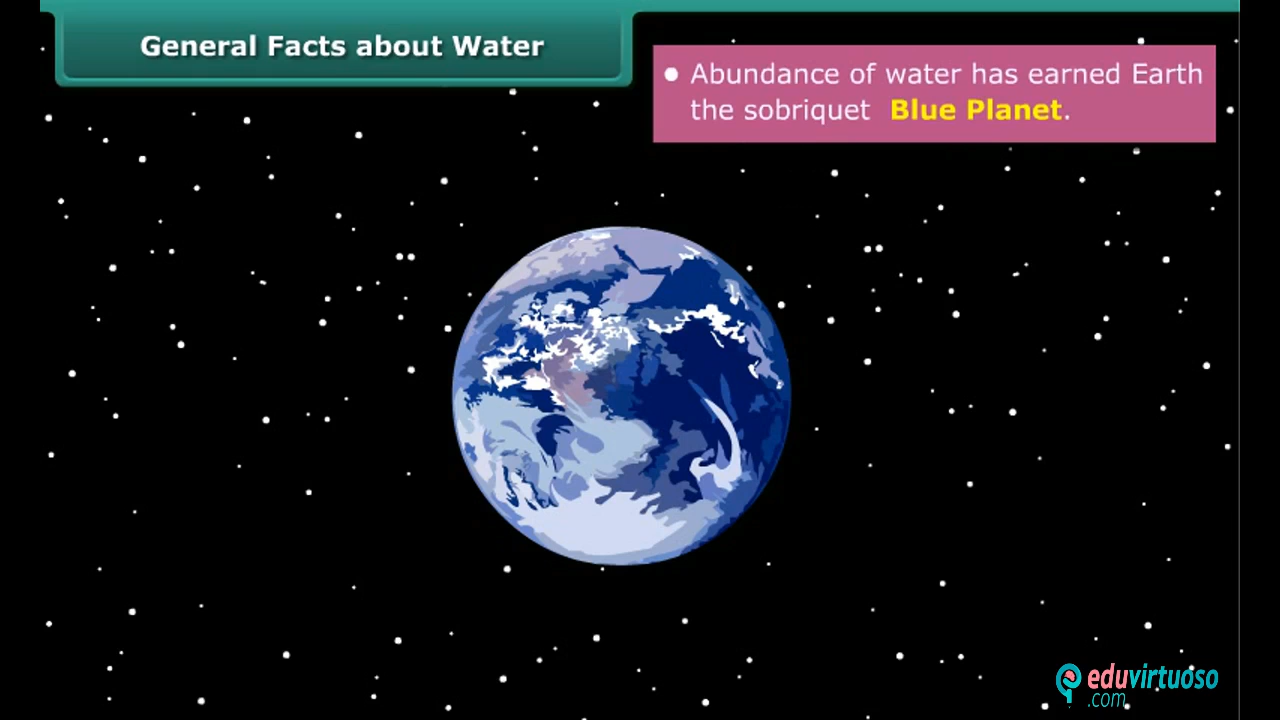 General Facts about Water
● Abundance of water has earned Earth
the sobriquet Blue Planet.
eduvirtuoso
.com